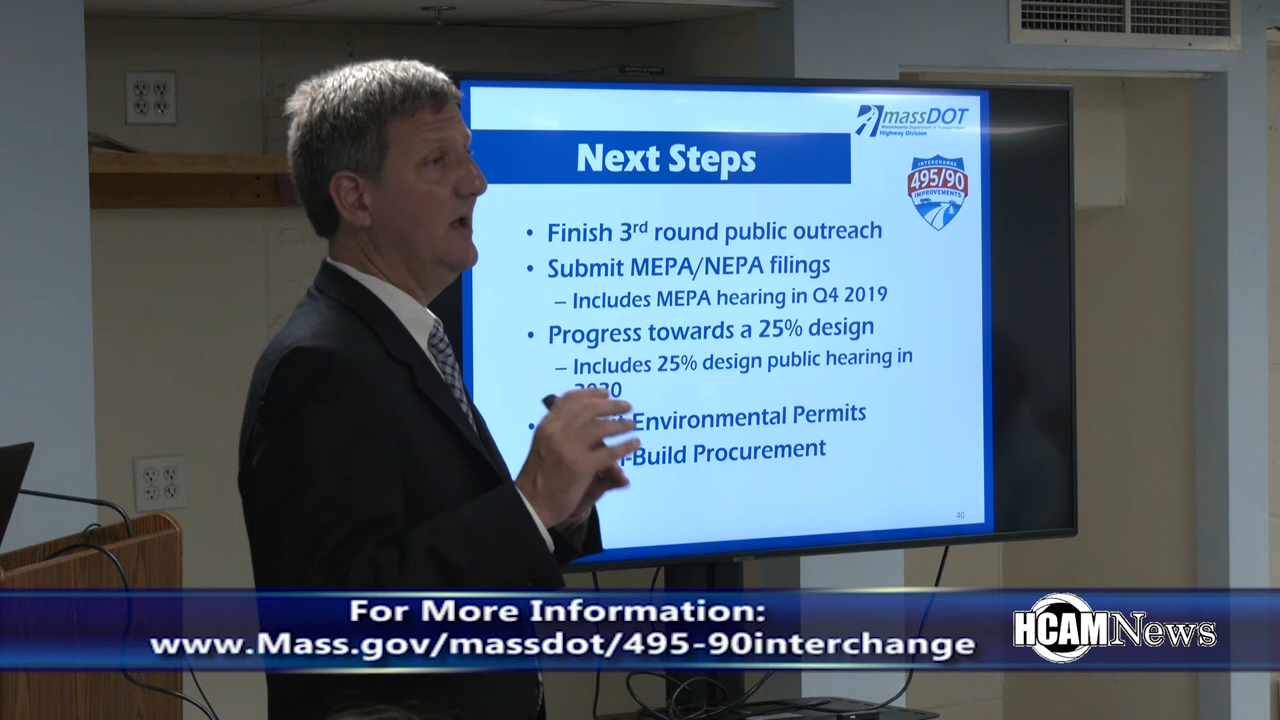 massDOT
Massachusetts Department of Transportation
Highway Division
Next Steps
INTERCHANGE
495/90
IMPROVEMENTS
• Finish 3rd round public outreach
• Submit MEPA/NEPA filings
– Includes MEPA hearing in Q4 2019
• Progress towards a 25% design
– Includes 25% design public hearing in
2020
• Environmental Permits
-Build Procurement
40
For More Information:
www.Mass.gov/massdot/495-90interchange
HCAM News